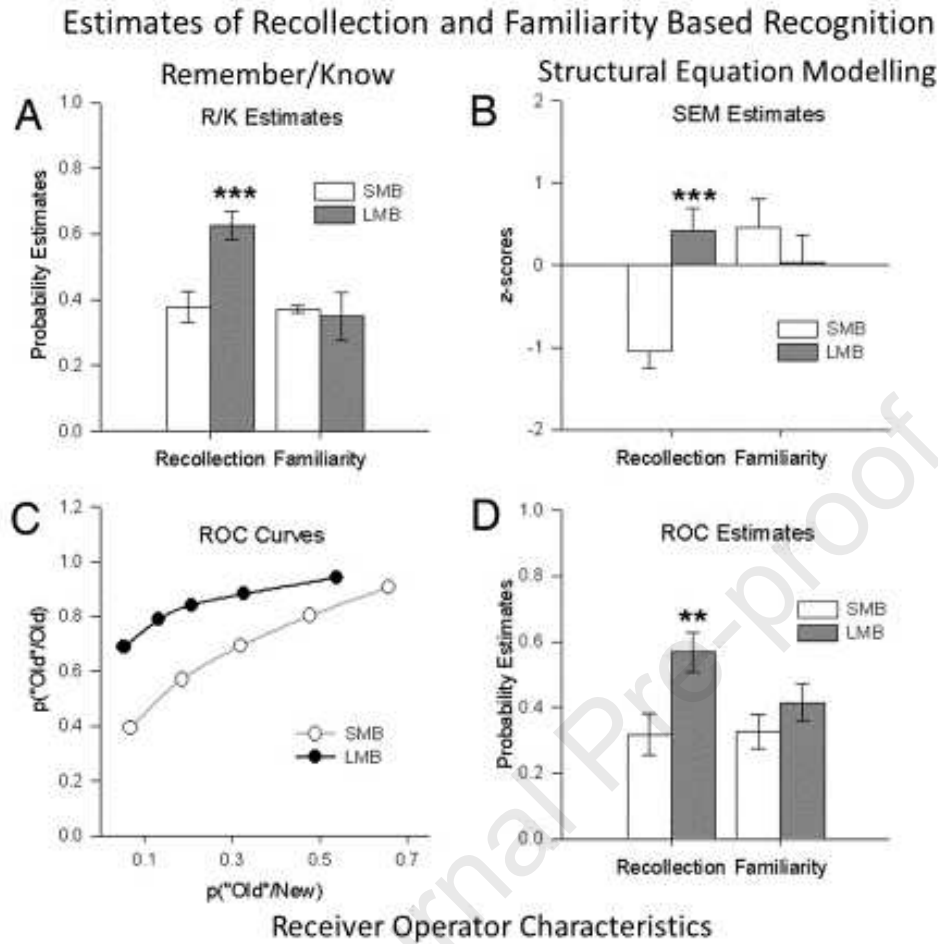 Estimates of Recollection and Familiarity Based Recognition
Remember/Know
Structural Equation Modelling
A
R/K Estimates
1.0
0.8
0.6
0.4
0.2
0.0
Probability Estimates
***
SMB
LMB
Recollection Familiarity
B
SEM Estimates
2
1
0
-1
-2
z-scores
***
SMB
LMB
Recollection Familiarity
C
ROC Curves
1.2
1.0
0.8
0.6
0.4
0.2
0.0
p("Old"/Old)
SMB
LMB
0.1 0.3 0.5 0.7
p("Old"/New)
D
ROC Estimates
1.0
0.8
0.6
0.4
0.2
0.0
Probability Estimates
**
SMB
LMB
Recollection Familiarity
Receiver Operator Characteristics
rnal Pre-proof